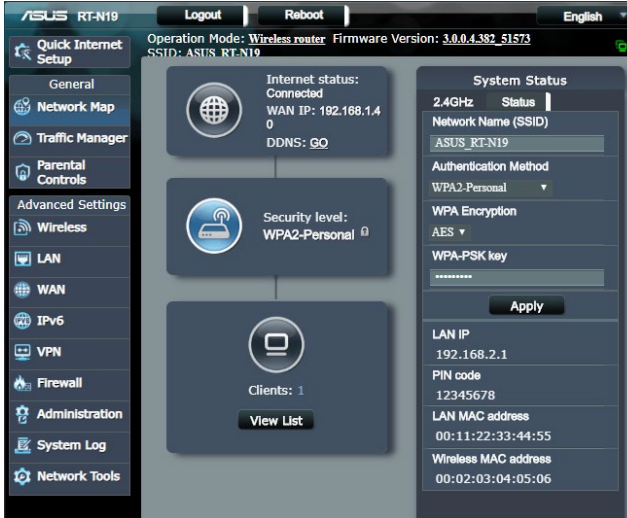 ASUS RT-N19
Logout
Reboot
English
Quick Internet
Setup
Operation Mode: Wireless router Firmware Version: 3.0.0.4.382_51573
SSID: ASUS_RT-N19
General
Network Map
Traffic Manager
Parental
Controls
Advanced Settings
Wireless
LAN
WAN
IPv6
VPN
Firewall
Administration
System Log
Network Tools
Internet status:
Connected
WAN IP: 192.168.1.4
0
DDNS: GO
Security level:
WPA2-Personal
Clients: 1
View List
System Status
2.4GHz Status
Network Name (SSID)
ASUS_RT-N19
Authentication Method
WPA2-Personal
WPA Encryption
AES
WPA-PSK key
•••••••••
Apply
LAN IP
192.168.2.1
PIN code
12345678
LAN MAC address
00:11:22:33:44:55
Wireless MAC address
00:02:03:04:05:06